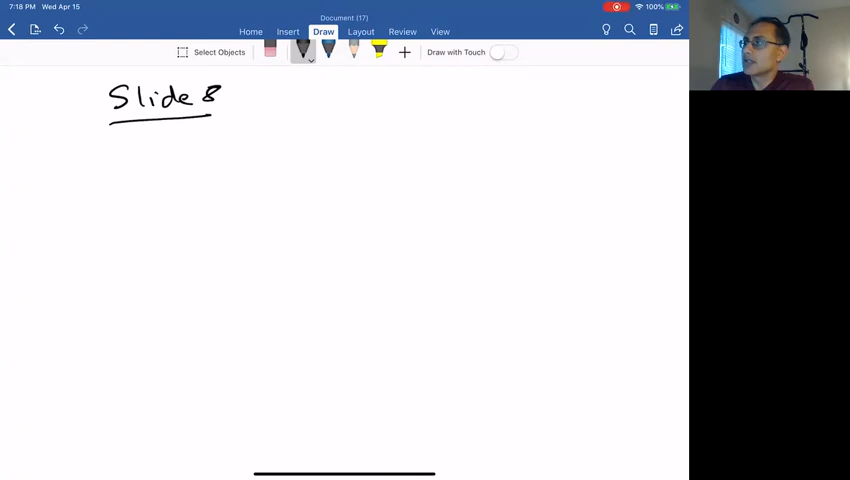 7:18 PM Wed Apr 15
100%
Document (17)
Home Insert Draw Layout Review View
Select Objects
Draw with Touch
Slide 8